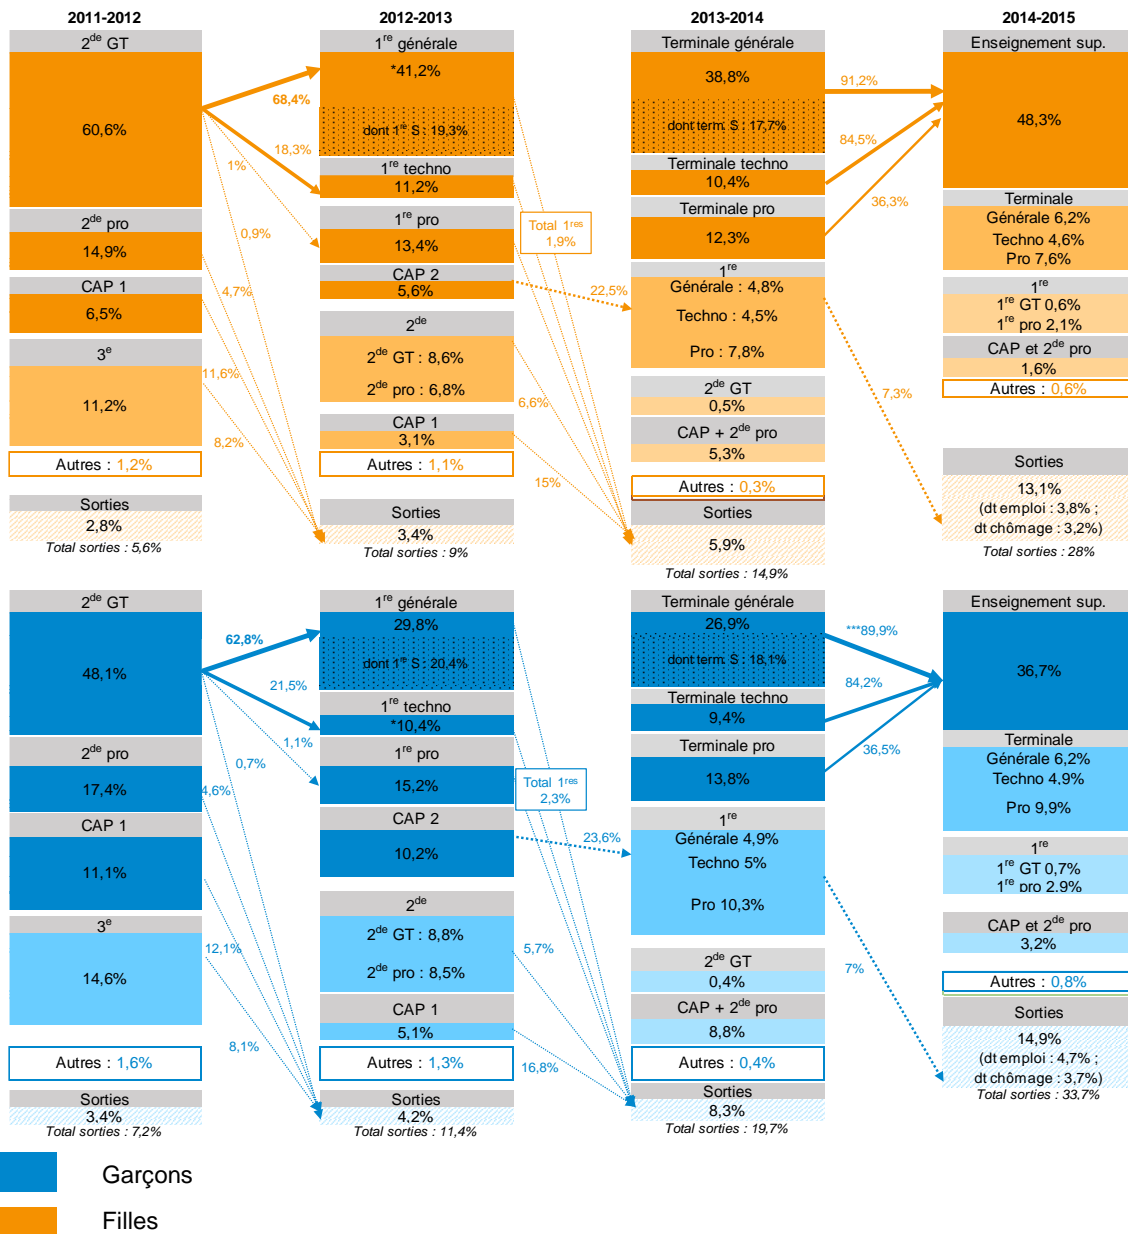 2011-2012
2012-2013
2013-2014
2014-2015
2de GT
60,6%
2de pro
14,9%
CAP 1
6,5%
3e
11,2%
Autres : 1,2%
Sorties
2,8%
Total sorties : 5,6%
68,4%
18,3%
1%
0,9%
4,7%
11,6%
8,2%
1re générale
*41,2%
dont 1re S : 19,3%
1re techno
11,2%
1re pro
13,4%
CAP 2
5,6%
2de
2de GT : 8,6%
2de pro : 6,8%
CAP 1
3,1%
Autres : 1,1%
Sorties
3,4%
Total sorties : 9%
Total 1res
1,9%
22,5%
6,6%
15%
Terminale générale
38,8%
dont term. S : 17,7%
Terminale techno
10,4%
Terminale pro
12,3%
1re
Générale : 4,8%
Techno : 4,5%
Pro : 7,8%
2de GT
0,5%
CAP + 2de pro
5,3%
Autres : 0,3%
Sorties
5,9%
Total sorties : 14,9%
91,2%
84,5%
36,3%
7,3%
Enseignement sup.
48,3%
Terminale
Générale 6,2%
Techno 4,6%
Pro 7,6%
1re
1re GT 0,6%
1re pro 2,1%
CAP et 2de pro
1,6%
Autres : 0,6%
Sorties
13,1%
(dt emploi : 3,8% ;
dt chômage : 3,2%)
Total sorties : 28%
2de GT
48,1%
2de pro
17,4%
CAP 1
11,1%
3e
14,6%
Autres : 1,6%
Sorties
3,4%
Total sorties : 7,2%
62,8%
21,5%
1,1%
0,7%
4,6%
12,1%
8,1%
1re générale
29,8%
dont 1re S : 20,4%
1re techno
*10,4%
1re pro
15,2%
CAP 2
10,2%
2de
2de GT : 8,8%
2de pro : 8,5%
CAP 1
5,1%
Autres : 1,3%
Sorties
4,2%
Total sorties : 11,4%
Total 1res
2,3%
23,6%
5,7%
16,8%
Terminale générale
26,9%
dont term. S : 18,1%
Terminale techno
9,4%
Terminale pro
13,8%
1re
Générale 4,9%
Techno 5%
Pro 10,3%
2de GT
0,4%
CAP + 2de pro
8,8%
Autres : 0,4%
Sorties
8,3%
Total sorties : 19,7%
***89,9%
84,2%
36,5%
7%
Enseignement sup.
36,7%
Terminale
Générale 6,2%
Techno 4,9%
Pro 9,9%
1re
1re GT 0,7%
1re pro 2.9%
CAP et 2de pro
3,2%
Autres : 0,8%
Sorties
14,9%
(dt emploi : 4,7% ;
dt chômage : 3,7%)
Total sorties : 33,7%
Garçons
Filles